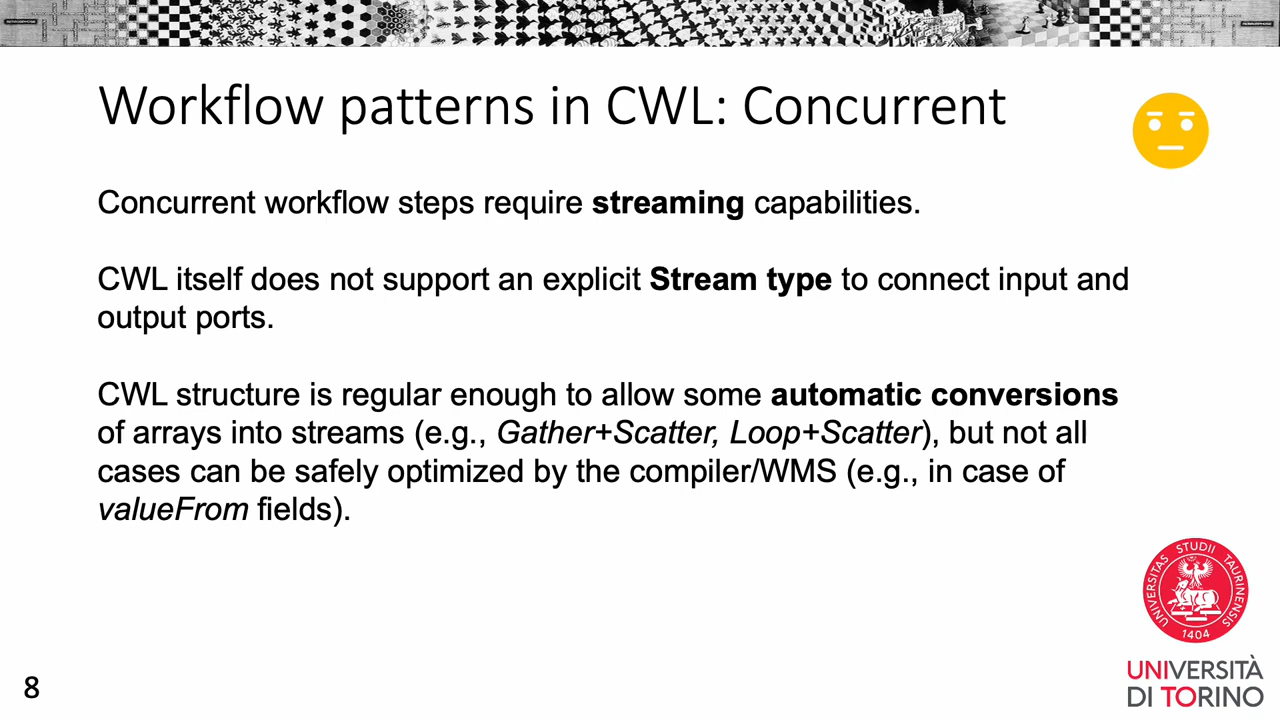 Workflow patterns in CWL: Concurrent
Concurrent workflow steps require streaming capabilities.
CWL itself does not support an explicit Stream type to connect input and
output ports.
CWL structure is regular enough to allow some automatic conversions
of arrays into streams (e.g., Gather+Scatter, Loop+Scatter), but not all
cases can be safely optimized by the compiler/WMS (e.g., in case of
valueFrom fields).
UNIVERSITAS STUDII TAURINENSIS
1404
UNIVERSITÀ
DI TORINO
8